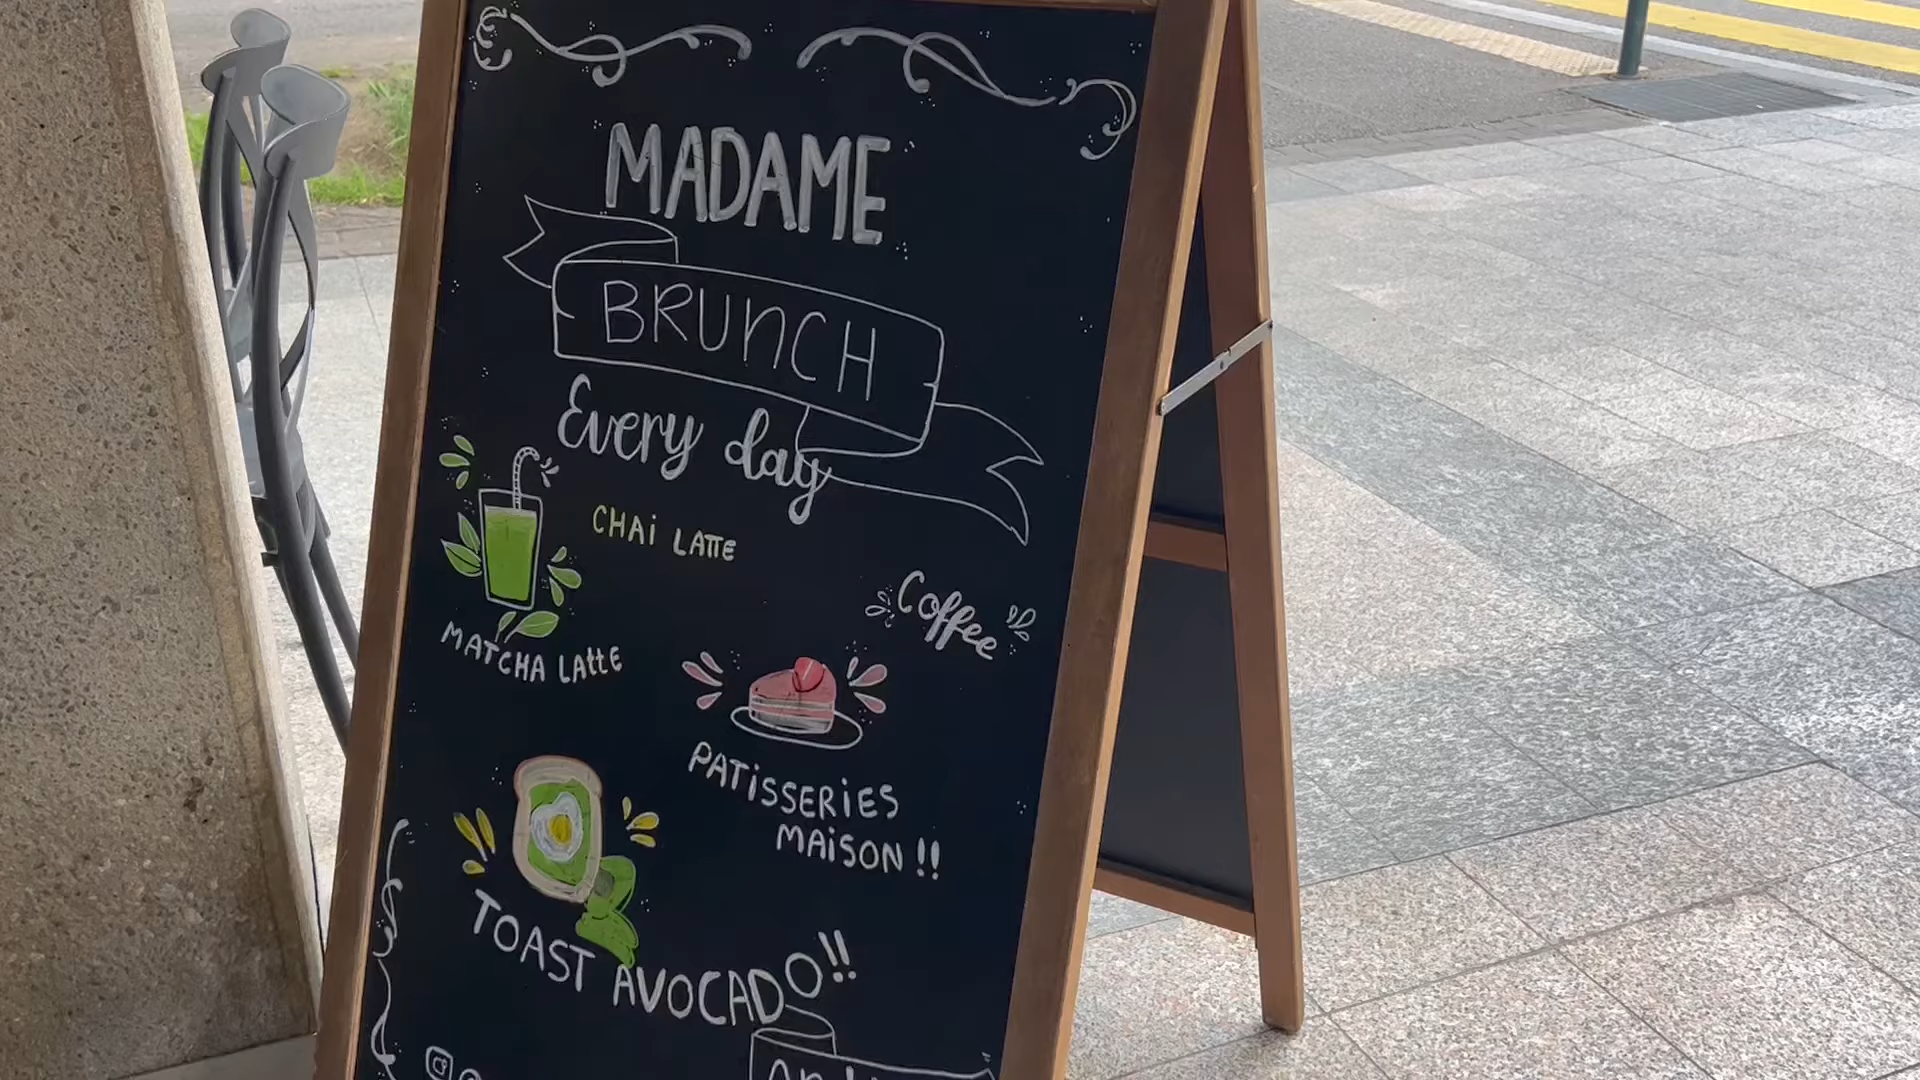 MADAME
BRUNCH
Every day
CHAi LATTE
Coffee
MATCHA LAttE
PATiSSERiES
MAiSON !!
TOAST AVOCADO!!